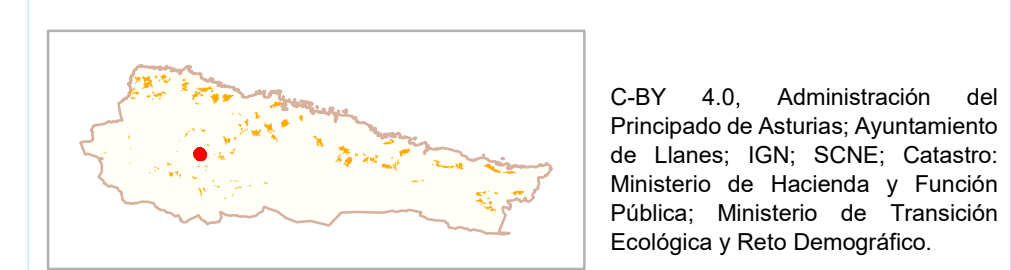 C-BY 4.0, Administración del
Principado de Asturias; Ayuntamiento
de Llanes; IGN; SCNE; Catastro:
Ministerio de Hacienda y Función
Pública; Ministerio de Transición
Ecológica y Reto Demográfico.